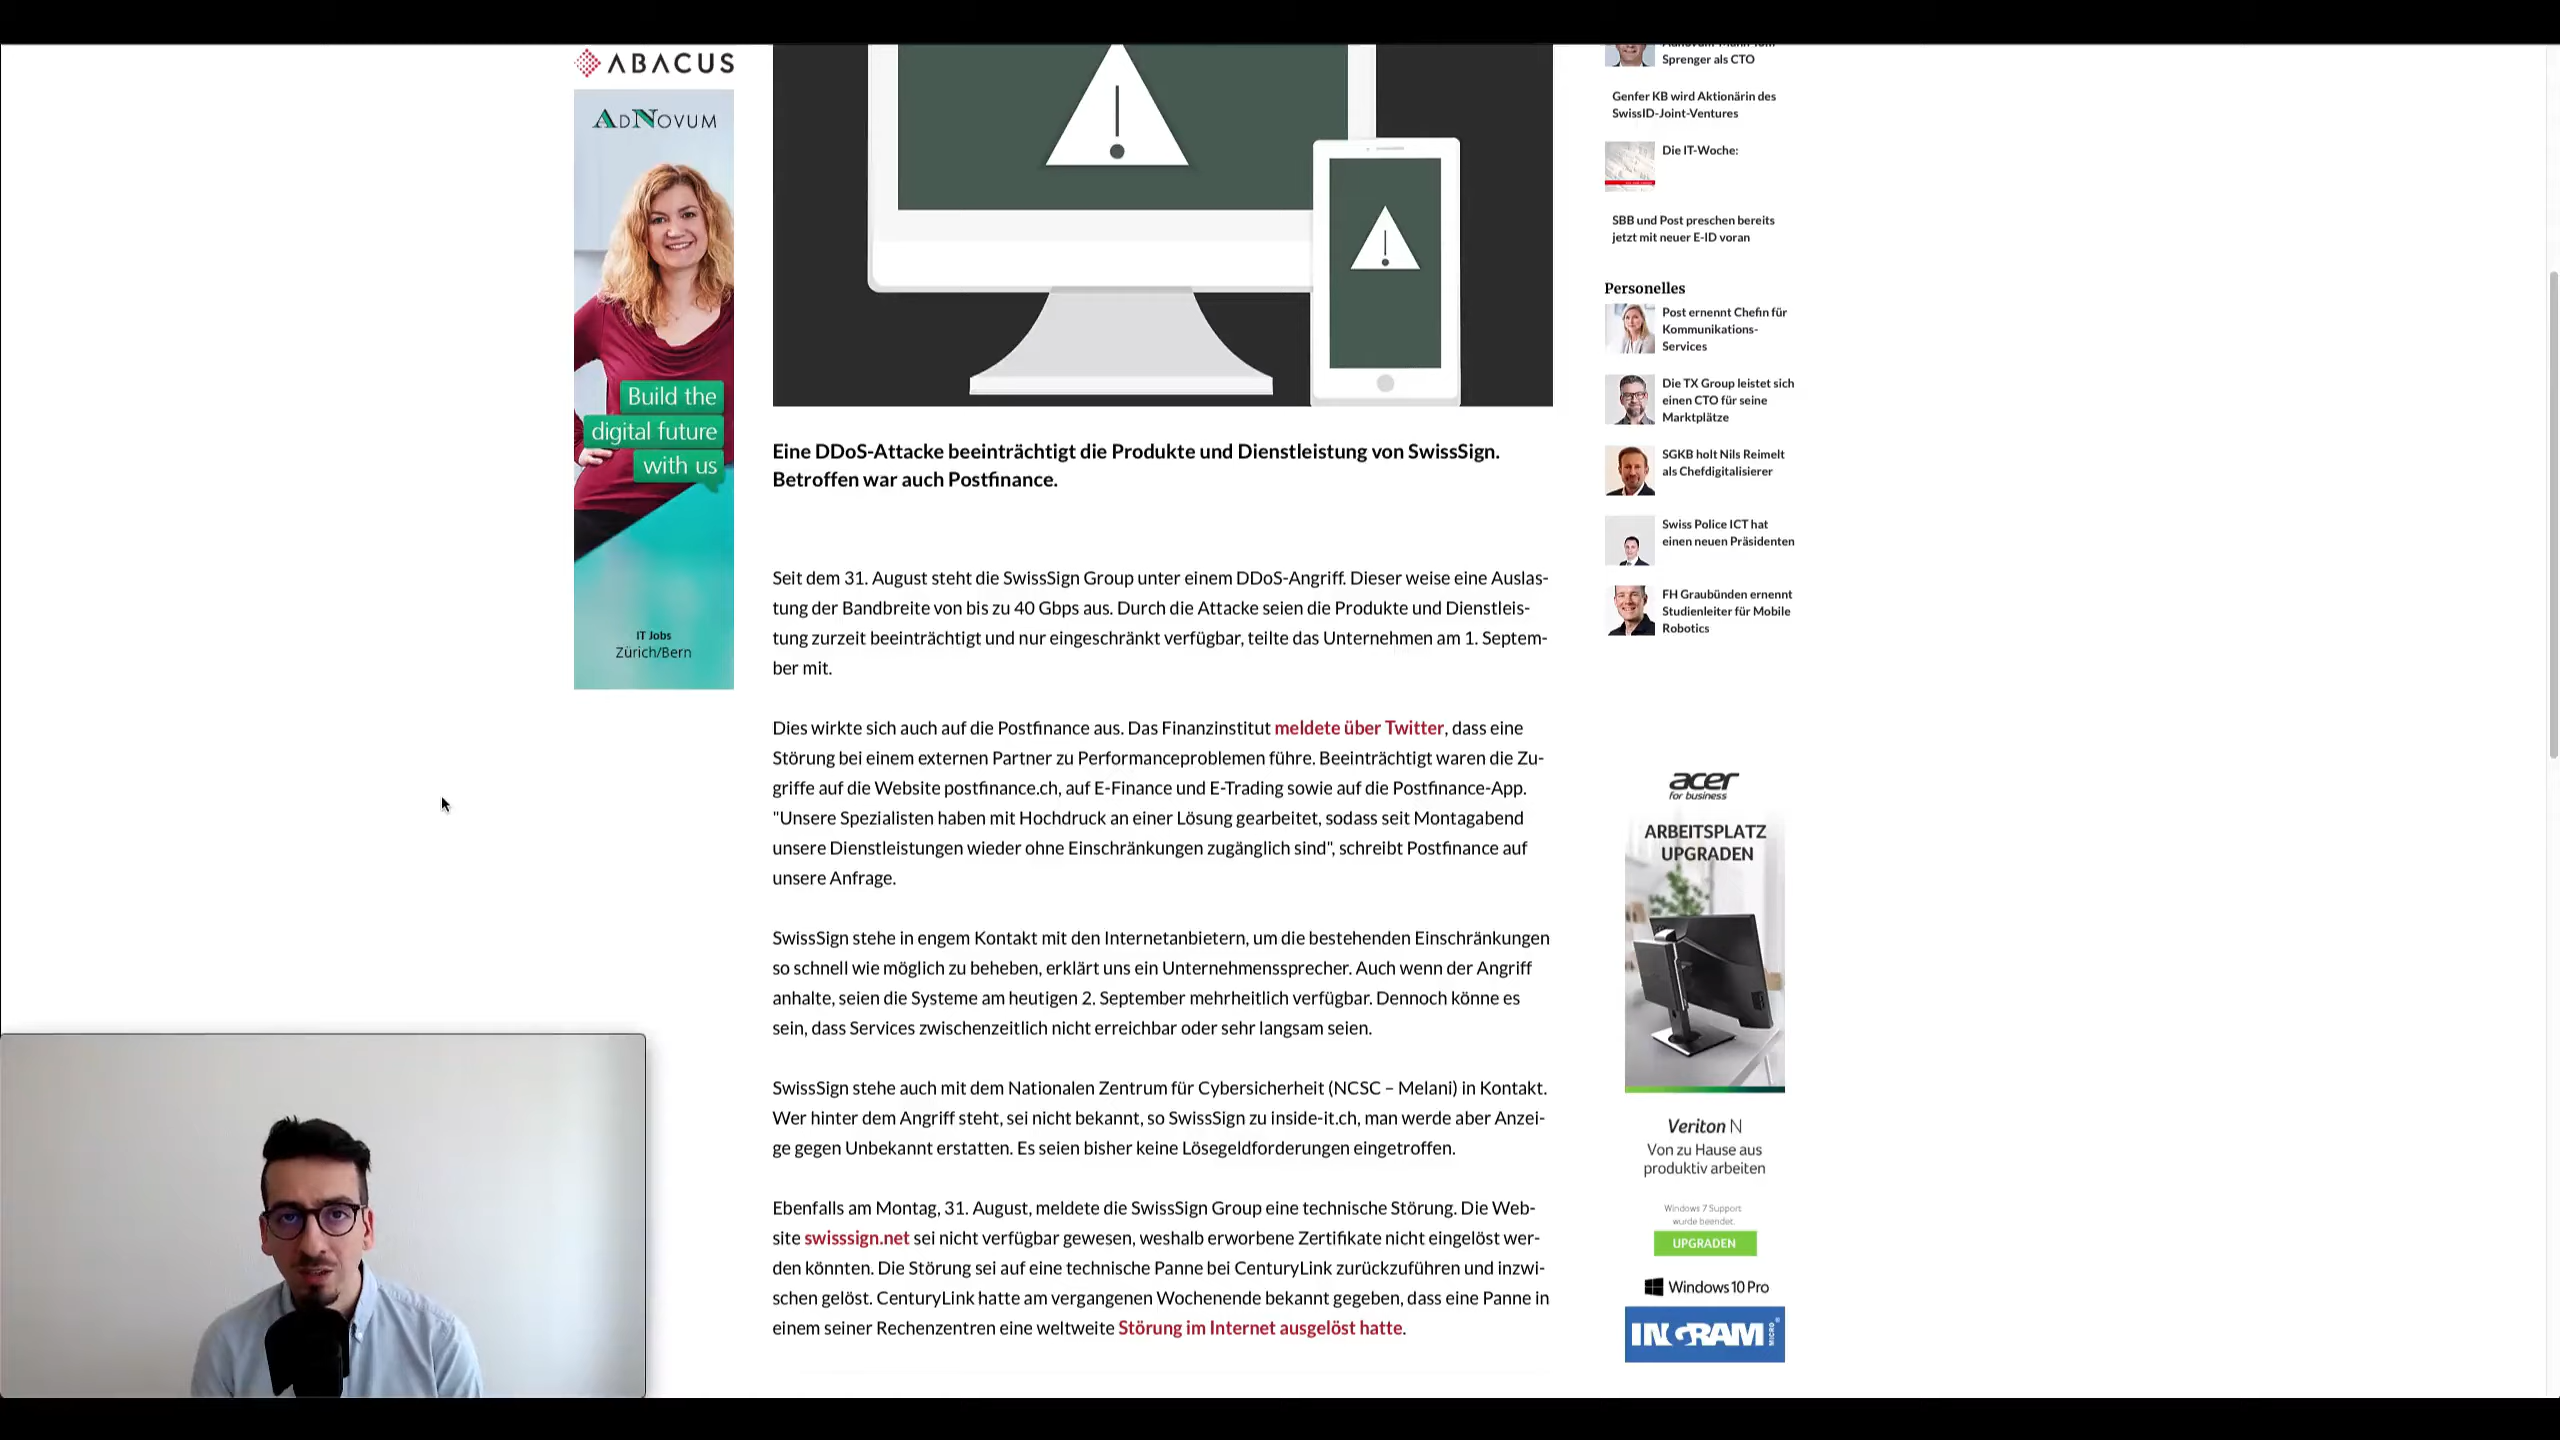 ABACUS
ADNOVUM
Build the
digital future
with us
IT Jobs
Zürich/Bern
Eine DDoS-Attacke beeinträchtigt die Produkte und Dienstleistung von SwissSign.
Betroffen war auch Postfinance.
Seit dem 31. August steht die SwissSign Group unter einem DDoS-Angriff. Dieser weise eine Auslas-
tung der Bandbreite von bis zu 40 Gbps aus. Durch die Attacke seien die Produkte und Dienstleis-
tung zurzeit beeinträchtigt und nur eingeschränkt verfügbar, teilte das Unternehmen am 1. Septem-
ber mit.
Dies wirkte sich auch auf die Postfinance aus. Das Finanzinstitut meldete über Twitter, dass eine
Störung bei einem externen Partner zu Performanceproblemen führe. Beeinträchtigt waren die Zu-
griffe auf die Website postfinance.ch, auf E-Finance und E-Trading sowie auf die Postfinance-App.
"Unsere Spezialisten haben mit Hochdruck an einer Lösung gearbeitet, sodass seit Montagabend
unsere Dienstleistungen wieder ohne Einschränkungen zugänglich sind", schreibt Postfinance auf
unsere Anfrage.
SwissSign stehe in engem Kontakt mit den Internetanbietern, um die bestehenden Einschränkungen
so schnell wie möglich zu beheben, erklärt uns ein Unternehmenssprecher. Auch wenn der Angriff
anhalte, seien die Systeme am heutigen 2. September mehrheitlich verfügbar. Dennoch könne es
sein, dass Services zwischenzeitlich nicht erreichbar oder sehr langsam seien.
SwissSign stehe auch mit dem Nationalen Zentrum für Cybersicherheit (NCSC – Melani) in Kontakt.
Wer hinter dem Angriff steht, sei nicht bekannt, so SwissSign zu inside-it.ch, man werde aber Anzei-
ge gegen Unbekannt erstatten. Es seien bisher keine Lösegeldforderungen eingetroffen.
Ebenfalls am Montag, 31. August, meldete die SwissSign Group eine technische Störung. Die Web-
site swisssign.net sei nicht verfügbar gewesen, weshalb erworbene Zertifikate nicht eingelöst wer-
den könnten. Die Störung sei auf eine technische Panne bei CenturyLink zurückzuführen und inzwi-
schen gelöst. CenturyLink hatte am vergangenen Wochenende bekannt gegeben, dass eine Panne in
einem seiner Rechenzentren eine weltweite Störung im Internet ausgelöst hatte.
Sprenger als CTO
Genfer KB wird Aktionärin des
SwissID-Joint-Ventures
Die IT-Woche:
SBB und Post preschen bereits
jetzt mit neuer E-ID voran
Personelles
Post ernennt Chefin für
Kommunikations-
Services
Die TX Group leistet sich
einen CTO für seine
Marktplätze
SGKB holt Nils Reimelt
als Chefdigitalisierer
Swiss Police ICT hat
einen neuen Präsidenten
FH Graubünden ernennt
Studienleiter für Mobile
Robotics
acer
for business
ARBEITSPLATZ
UPGRADEN
Veriton N
Von zu Hause aus
produktiv arbeiten
Windows 7 Support
wurde beendet.
UPGRADEN
Windows 10 Pro
INGRAM MICRO